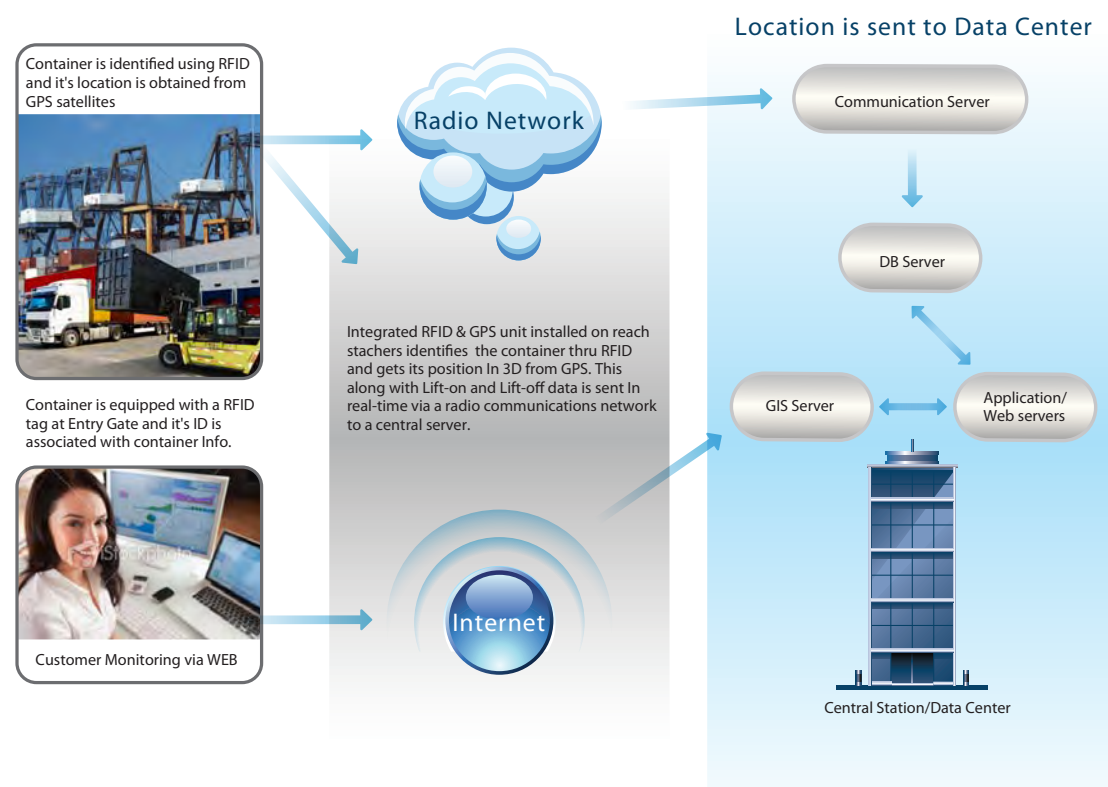 Location is sent to Data Center
Container is identified using RFID
and it's location is obtained from
GPS satellites
Radio Network
Communication Server
DB Server
Integrated RFID & GPS unit installed on reach
stachers identifies the container thru RFID
and gets its position In 3D from GPS. This
along with Lift-on and Lift-off data is sent In
real-time via a radio communications network
to a central server.
Container is equipped with a RFID
tag at Entry Gate and it's ID is
associated with container Info.
GIS Server
Application/
Web servers
Internet
Customer Monitoring via WEB
Central Station/Data Center